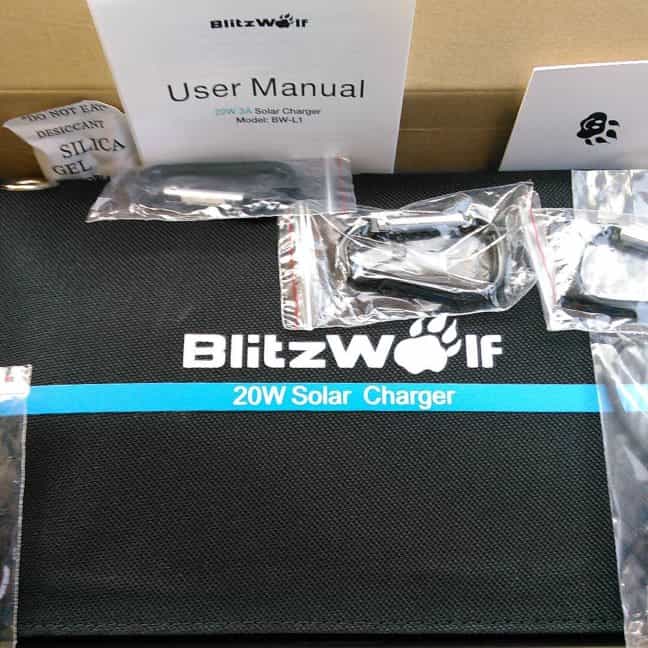 BlitzWolf
User Manual
20W 3A Solar Charger
Model: BW-L1
"DO NOT EAT
DESICCANT
SILICA
GEL
BlitzWolf
20W Solar Charger